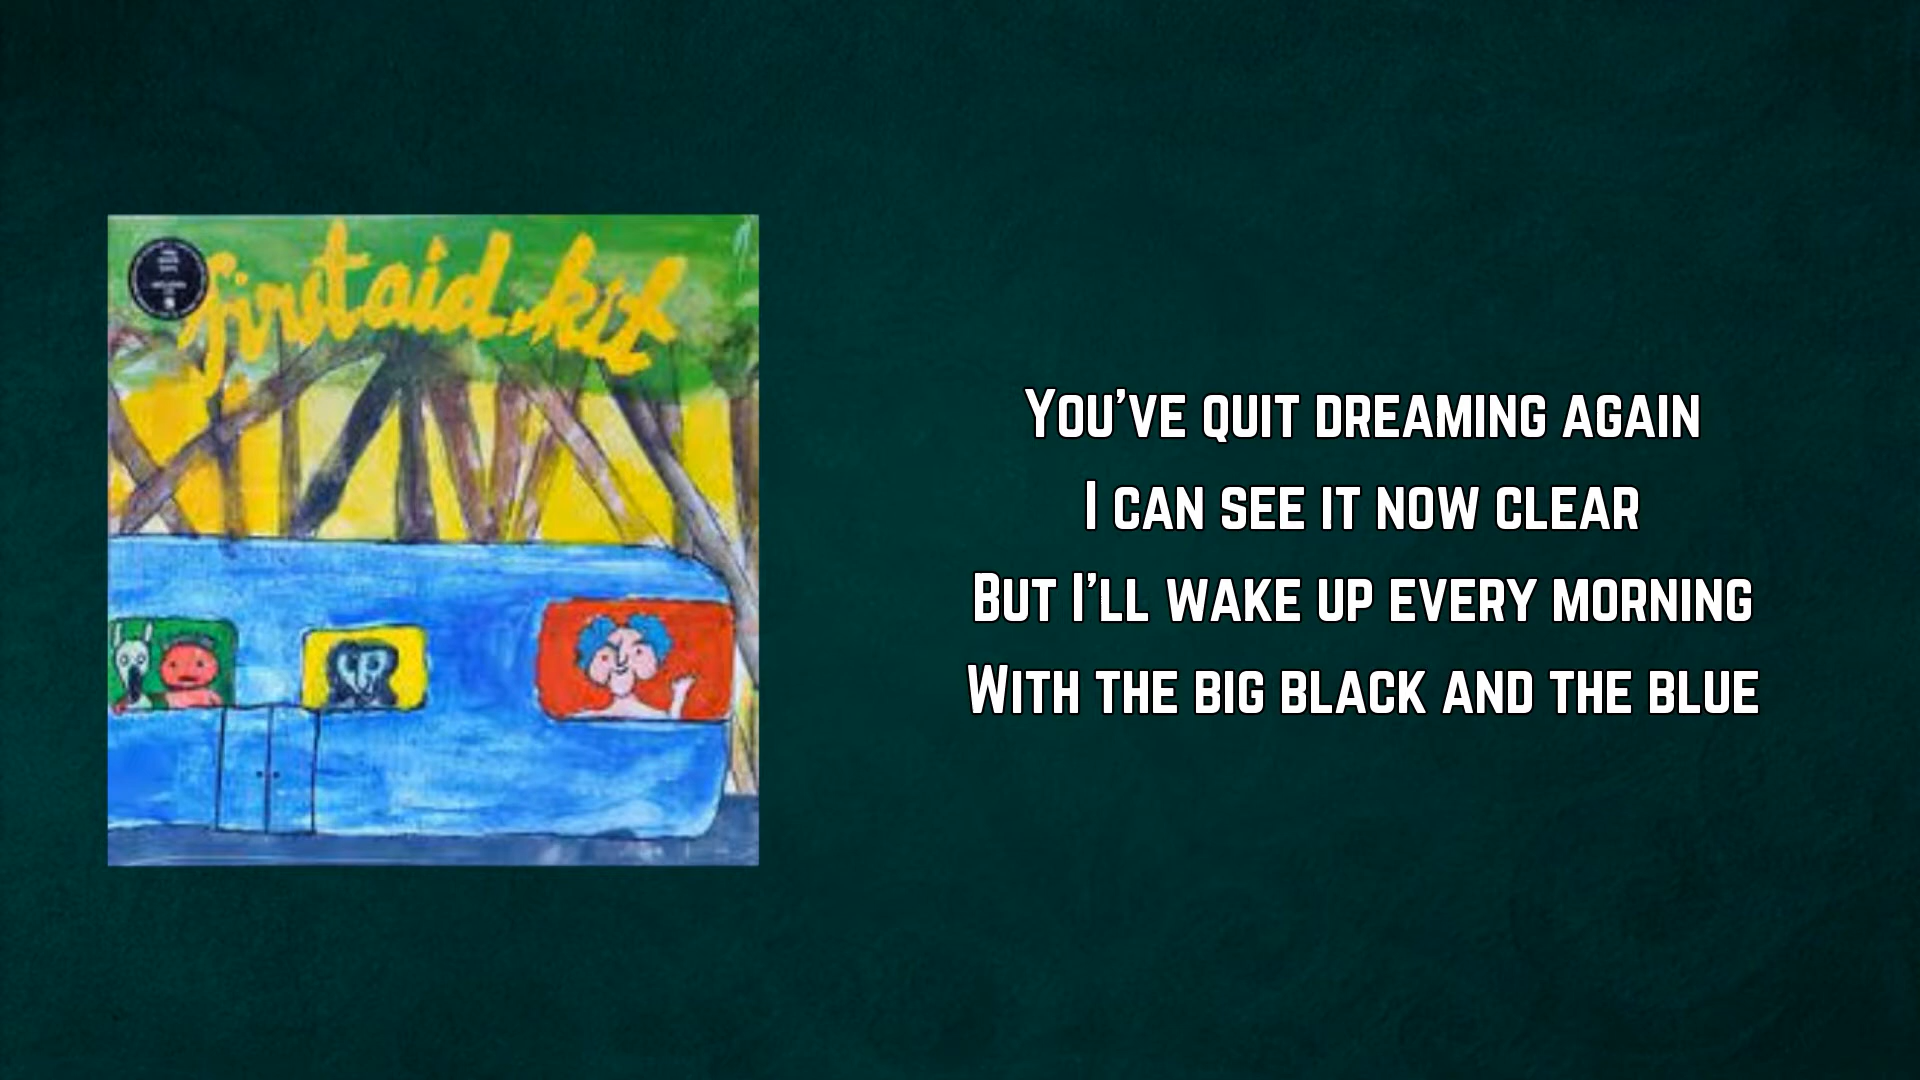 first aid kit
You've quit dreaming again
I can see it now clear
But I'll wake up every morning
With the big black and the blue